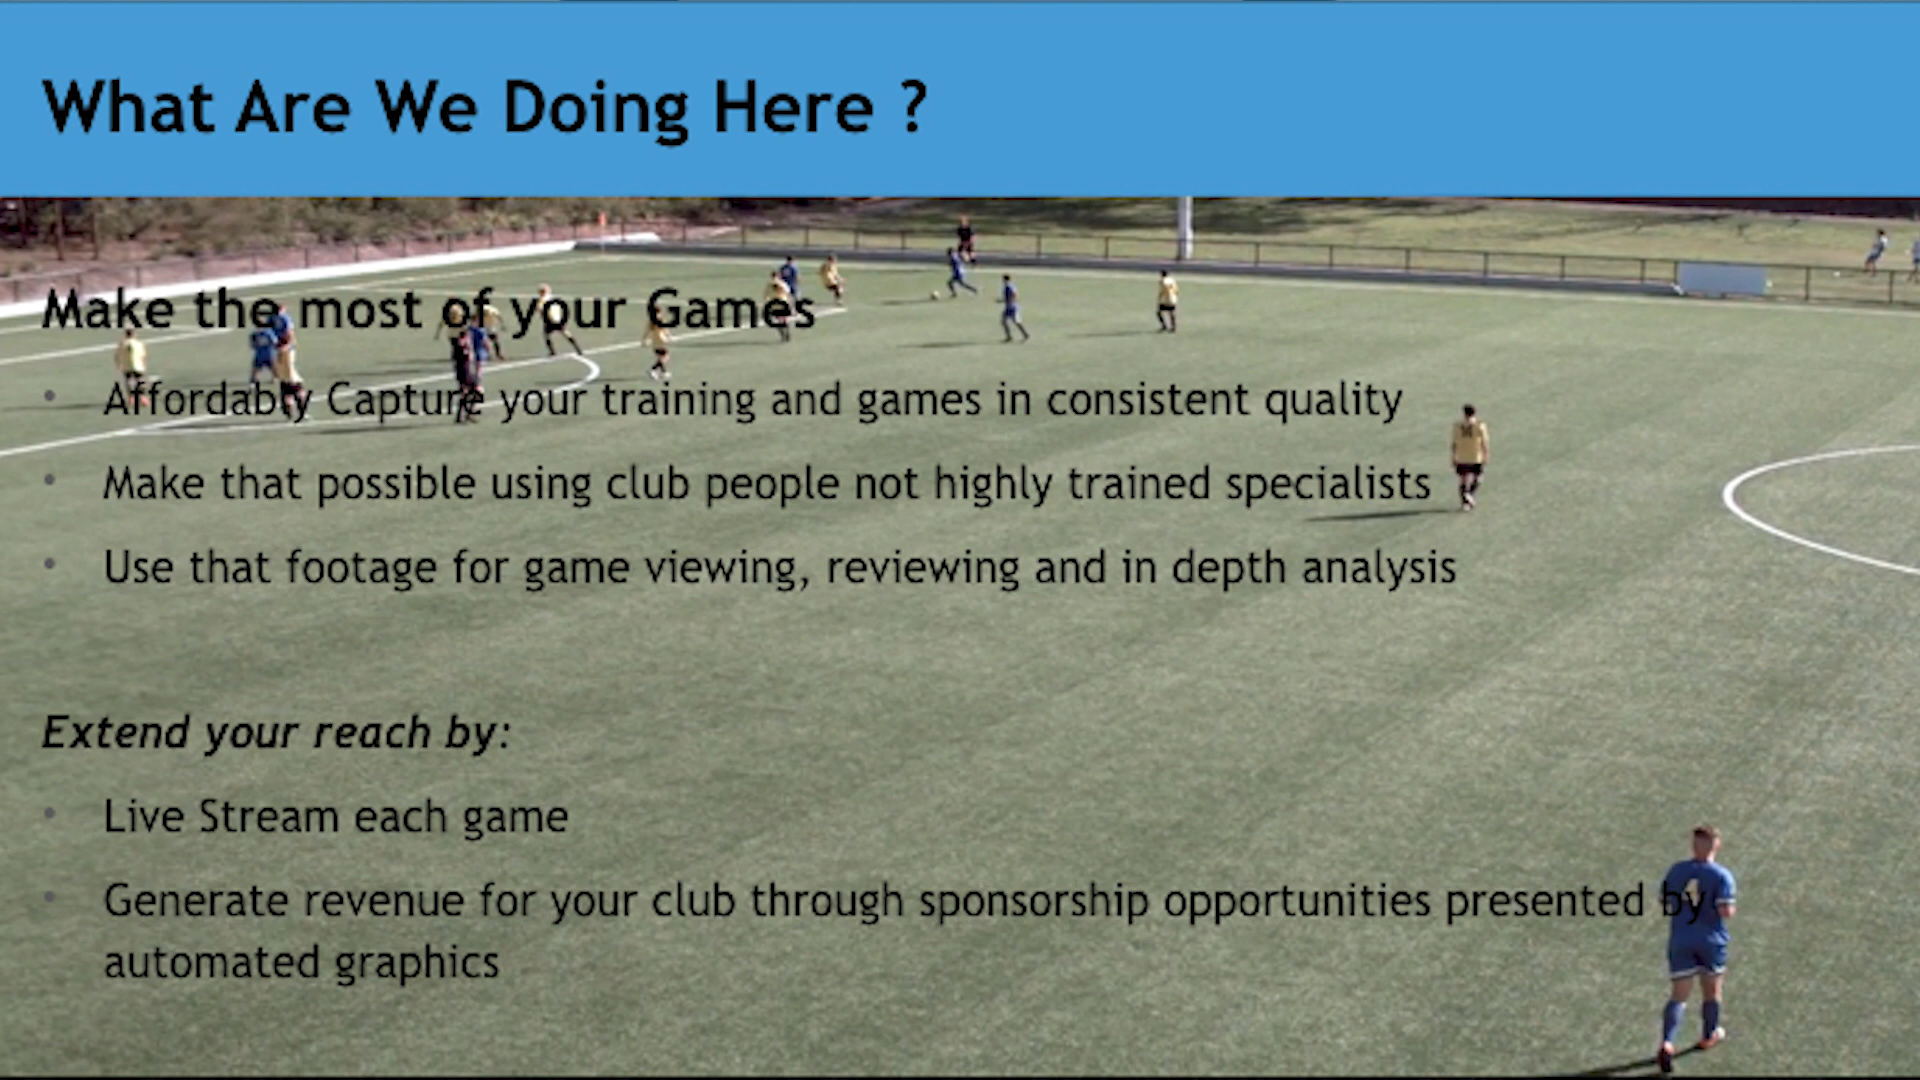 What Are We Doing Here ?
Make the most of your Games
• Affordably Capture your training and games in consistent quality
• Make that possible using club people not highly trained specialists
• Use that footage for game viewing, reviewing and in depth analysis
Extend your reach by:
• Live Stream each game
• Generate revenue for your club through sponsorship opportunities presented by
automated graphics